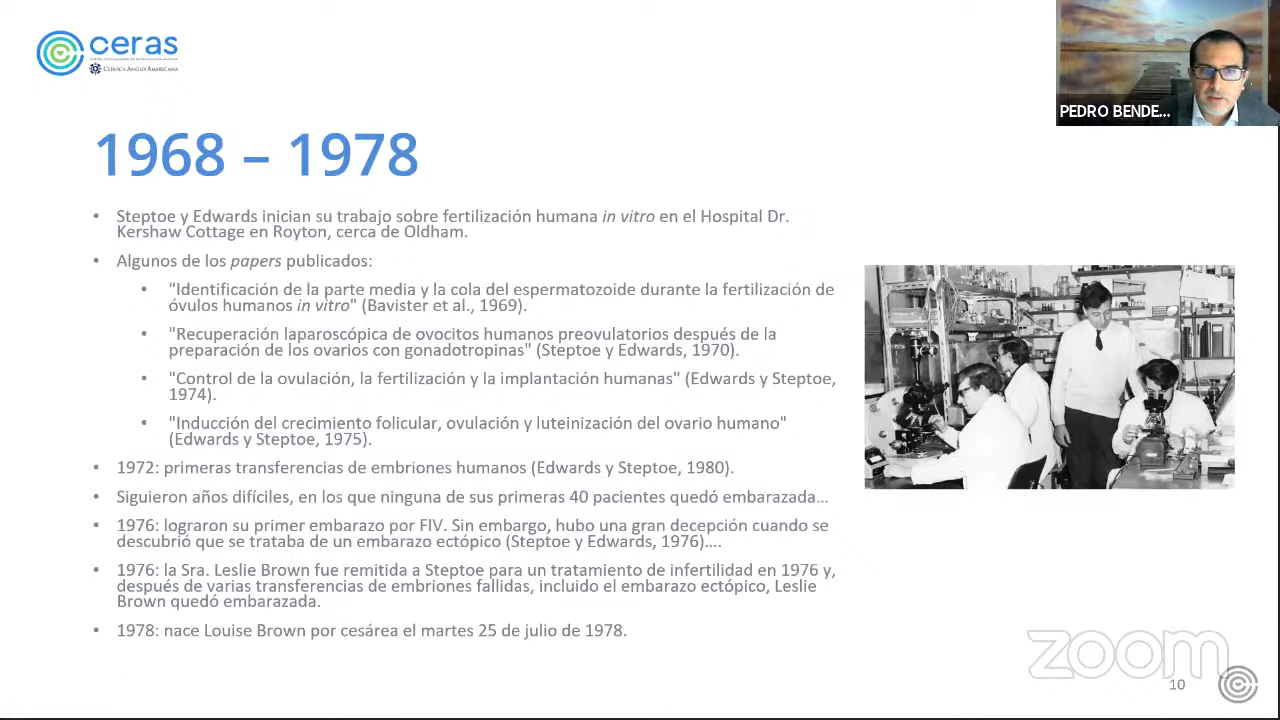 ceras
CLÍNICA ANGLO AMERICANA
PEDRO BENDE...
1968 – 1978
• Steptoe y Edwards inician su trabajo sobre fertilización humana in vitro en el Hospital Dr.
Kershaw Cottage en Royton, cerca de Oldham.
• Algunos de los papers publicados:
• "Identificación de la parte media y la cola del espermatozoide durante la fertilización de
óvulos humanos in vitro" (Bavister et al., 1969).
• "Recuperación laparoscópica de ovocitos humanos preovulatorios después de la
preparación de los ovarios con gonadotropinas" (Steptoe y Edwards, 1970).
• "Control de la ovulación, la fertilización y la implantación humanas" (Edwards y Steptoe,
1974).
• "Inducción del crecimiento folicular, ovulación y luteinización del ovario humano"
(Edwards y Steptoe, 1975).
• 1972: primeras transferencias de embriones humanos (Edwards y Steptoe, 1980).
• Siguieron años difíciles, en los que ninguna de sus primeras 40 pacientes quedó embarazada…
• 1976: lograron su primer embarazo por FIV. Sin embargo, hubo una gran decepción cuando se
descubrió que se trataba de un embarazo ectópico (Steptoe y Edwards, 1976)….
• 1976: la Sra. Leslie Brown fue remitida a Steptoe para un tratamiento de infertilidad en 1976 y,
después de varias transferencias de embriones fallidas, incluido el embarazo ectópico, Leslie
Brown quedó embarazada.
• 1978: nace Louise Brown por cesárea el martes 25 de julio de 1978.
zoom
10